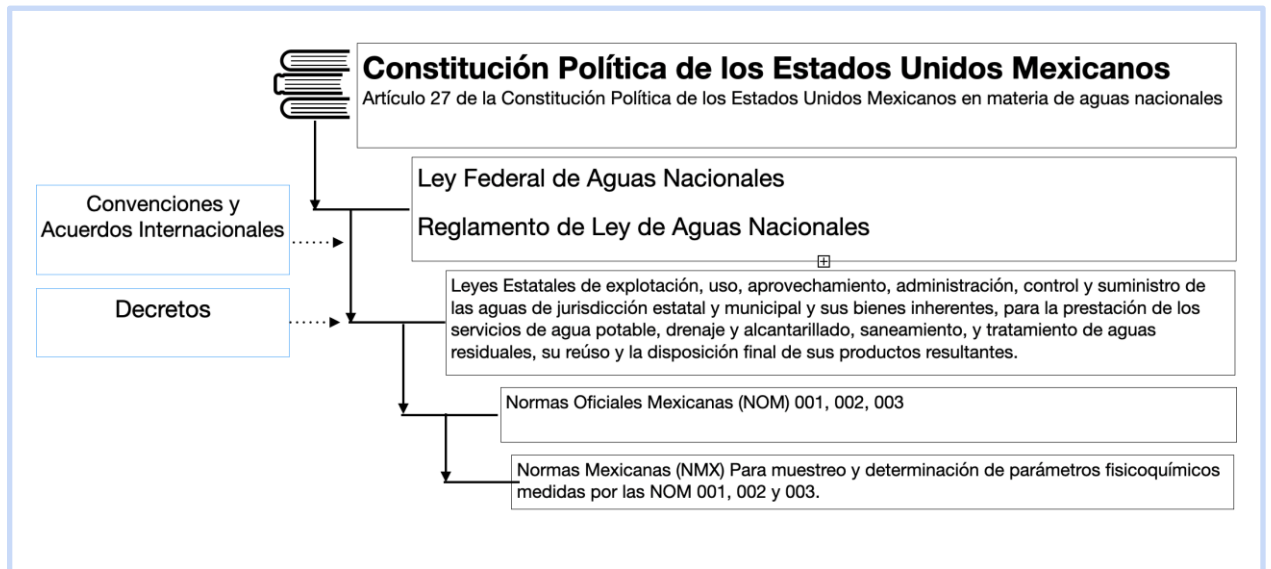 Constitución Política de los Estados Unidos Mexicanos
Artículo 27 de la Constitución Política de los Estados Unidos Mexicanos en materia de aguas nacionales
Ley Federal de Aguas Nacionales
Reglamento de Ley de Aguas Nacionales
Convenciones y
Acuerdos Internacionales
Leyes Estatales de explotación, uso, aprovechamiento, administración, control y suministro de
las aguas de jurisdicción estatal y municipal y sus bienes inherentes, para la prestación de los
servicios de agua potable, drenaje y alcantarillado, saneamiento, y tratamiento de aguas
residuales, su reúso y la disposición final de sus productos resultantes.
Decretos
Normas Oficiales Mexicanas (NOM) 001, 002, 003
Normas Mexicanas (NMX) Para muestreo y determinación de parámetros fisicoquímicos
medidas por las NOM 001, 002 y 003.